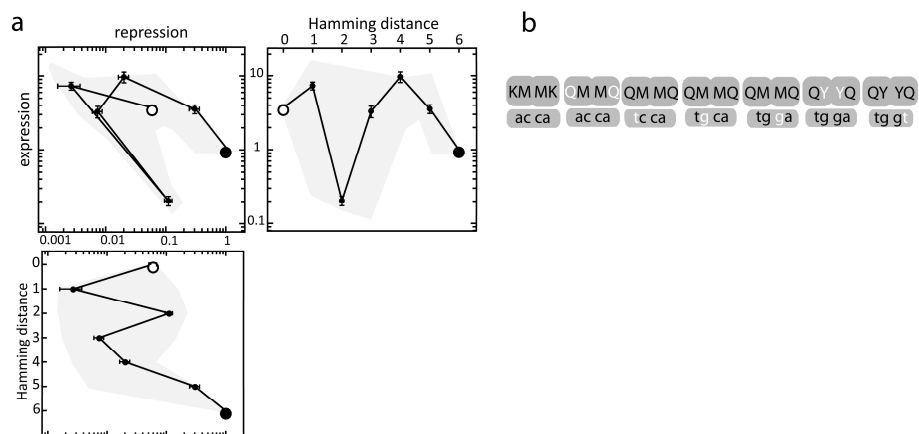 a
b
repression
Hamming distance
0 1 2 3 4 5 6
expression
10
1
0.1
0.001 0.01 0.1 1
Hamming distance
0
1
2
3
4
5
6
KM MK QM MQ QM MQ QM MQ QM MQ QY YQ QY YQ
ac ca ac ca tc ca tg ca tg ga tg ga tg gt